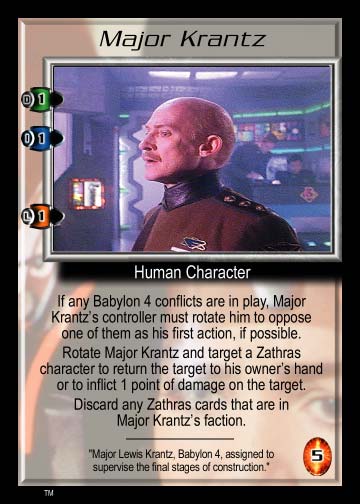 Major Krantz
D 1
I 1
L 1
Human Character
If any Babylon 4 conflicts are in play, Major
Krantz's controller must rotate him to oppose
one of them as his first action, if possible.
Rotate Major Krantz and target a Zathras
character to return the target to his owner's hand
or to inflict 1 point of damage on the target.
Discard any Zathras cards that are in
Major Krantz's faction.
"Major Lewis Krantz, Babylon 4, assigned to
supervise the final stages of construction."
5
TM